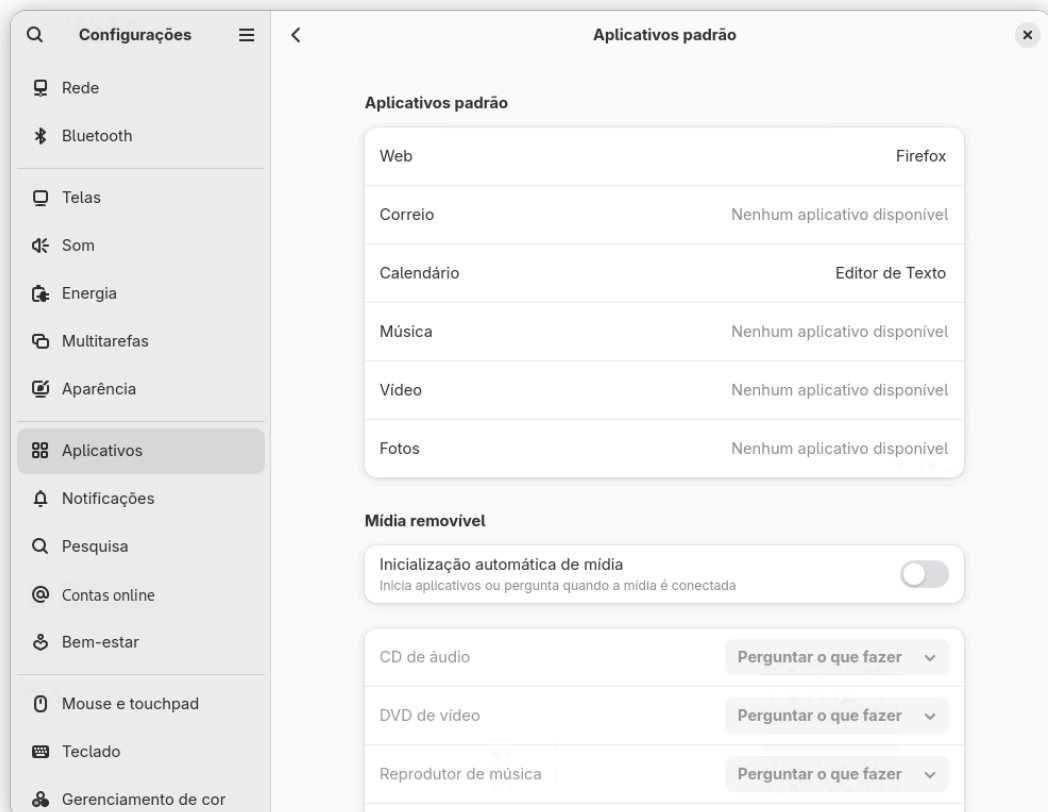 Configurações
Aplicativos padrão
Rede
Bluetooth
Telas
Som
Energia
Multitarefas
Aparência
Aplicativos
Notificações
Pesquisa
Contas online
Bem-estar
Mouse e touchpad
Teclado
Gerenciamento de cor
Aplicativos padrão
Web Firefox
Correio Nenhum aplicativo disponível
Calendário Editor de Texto
Música Nenhum aplicativo disponível
Vídeo Nenhum aplicativo disponível
Fotos Nenhum aplicativo disponível
Mídia removível
Inicialização automática de mídia
Inicia aplicativos ou pergunta quando a mídia é conectada
CD de áudio Perguntar o que fazer
DVD de vídeo Perguntar o que fazer
Reprodutor de música Perguntar o que fazer